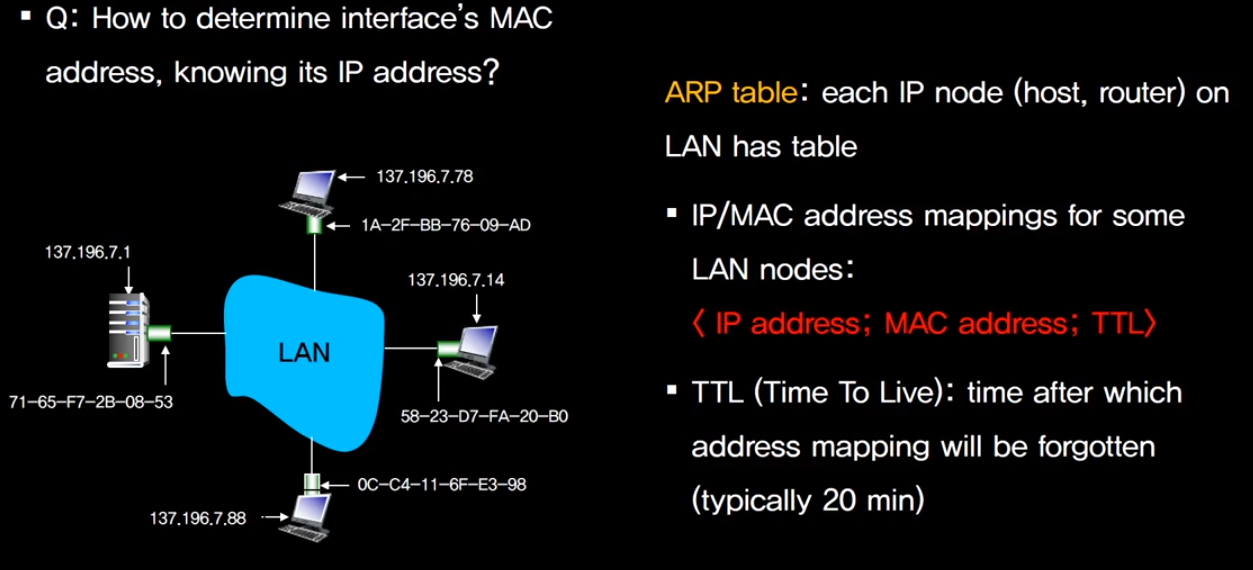 ▪ Q: How to determine interface's MAC
address, knowing its IP address?
137.196.7.78
1A-2F-BB-76-09-AD
137.196.7.1
137.196.7.14
LAN
71-65-F7-2B-08-53
58-23-D7-FA-20-B0
0C-C4-11-6F-E3-98
137.196.7.88
ARP table: each IP node (host, router) on
LAN has table
▪ IP/MAC address mappings for some
LAN nodes:
〈 IP address; MAC address; TTL〉
▪ TTL (Time To Live): time after which
address mapping will be forgotten
(typically 20 min)